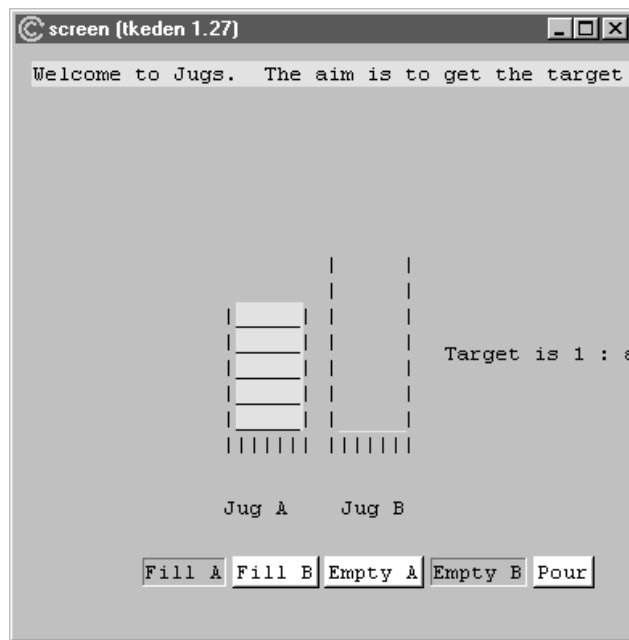 screen (tkeden 1.27)
Welcome to Jugs.  The aim is to get the target
Target is 1 :
Jug A Jug B
Fill A Fill B Empty A Empty B Pour